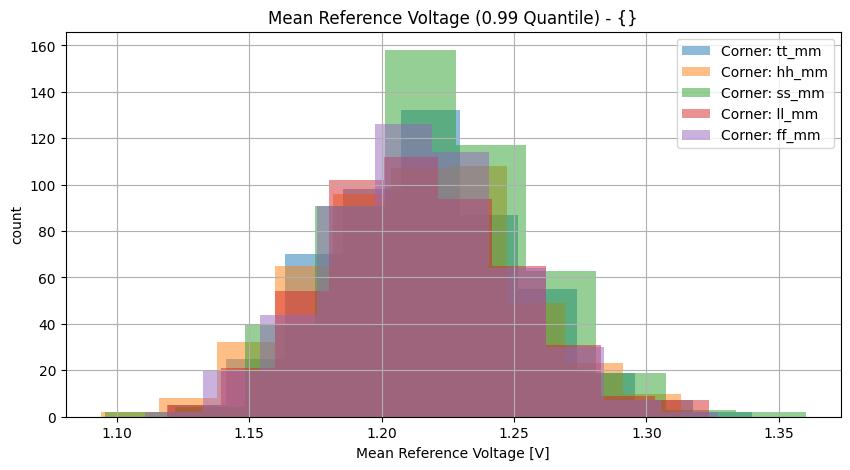 Mean Reference Voltage (0.99 Quantile) - {}
Corner: tt_mm
Corner: hh_mm
Corner: ss_mm
Corner: ll_mm
Corner: ff_mm
count
160
140
120
100
80
60
40
20
0
1.10 1.15 1.20 1.25 1.30 1.35
Mean Reference Voltage [V]